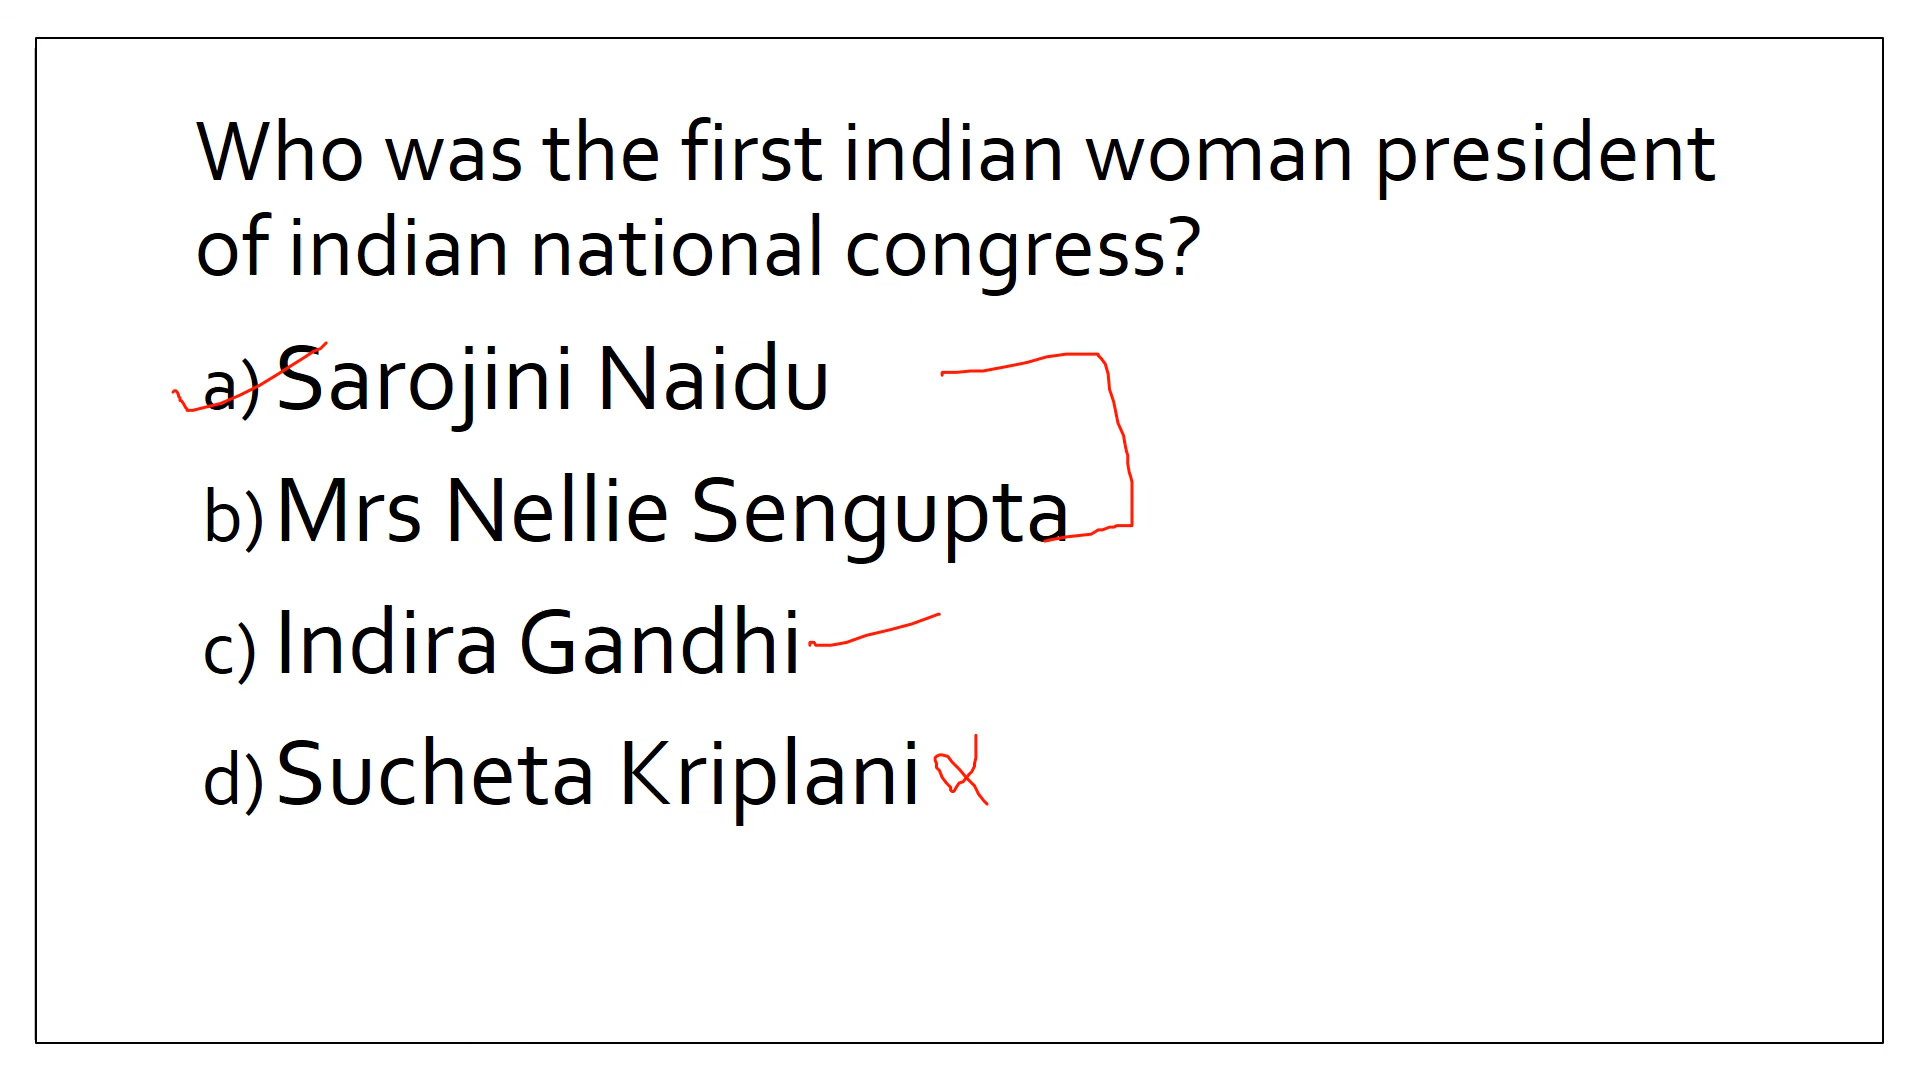 Who was the first indian woman president
of indian national congress?
a) Sarojini Naidu
b) Mrs Nellie Sengupta
c) Indira Gandhi
d) Sucheta Kriplani